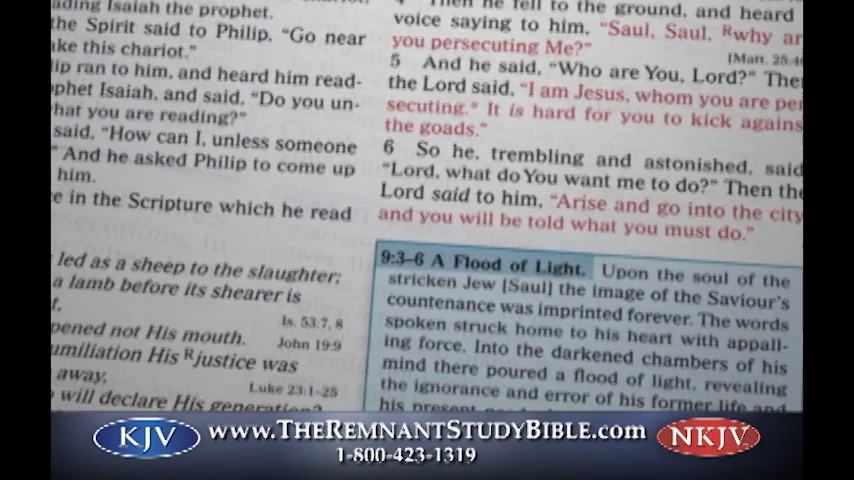 ading Isaiah the prophet.
the Spirit said to Philip, “Go near
ake this chariot.”
lip ran to him, and heard him read-
ophet Isaiah, and said, “Do you un-
hat you are reading?”
said, “How can I, unless someone
” And he asked Philip to come up
him.
e in the Scripture which he read
led as a sheep to the slaughter;
a lamb before its shearer is
t,
Is. 53:7, 8
pened not His mouth.
John 19:9
umiliation His R justice was
away,
Luke 23:1–25
will declare His generation?
4 Then he fell to the ground, and heard
voice saying to him, “Saul, Saul, R why ar
you persecuting Me?”
[Matt. 25:4
5 And he said, “Who are You, Lord?” The
the Lord said, “I am Jesus, whom you are per
secuting.* It is hard for you to kick agains
the goads.”
6 So he, trembling and astonished, said
“Lord, what do You want me to do?” Then the
Lord said to him, “Arise and go into the city
and you will be told what you must do.”
9:3–6 A Flood of Light. Upon the soul of the
stricken Jew [Saul] the image of the Saviour’s
countenance was imprinted forever. The words
spoken struck home to his heart with appall-
ing force. Into the darkened chambers of his
mind there poured a flood of light, revealing
the ignorance and error of his former life and
his present
KJV www.TheRemnantStudyBible.com NKJV
1-800-423-1319